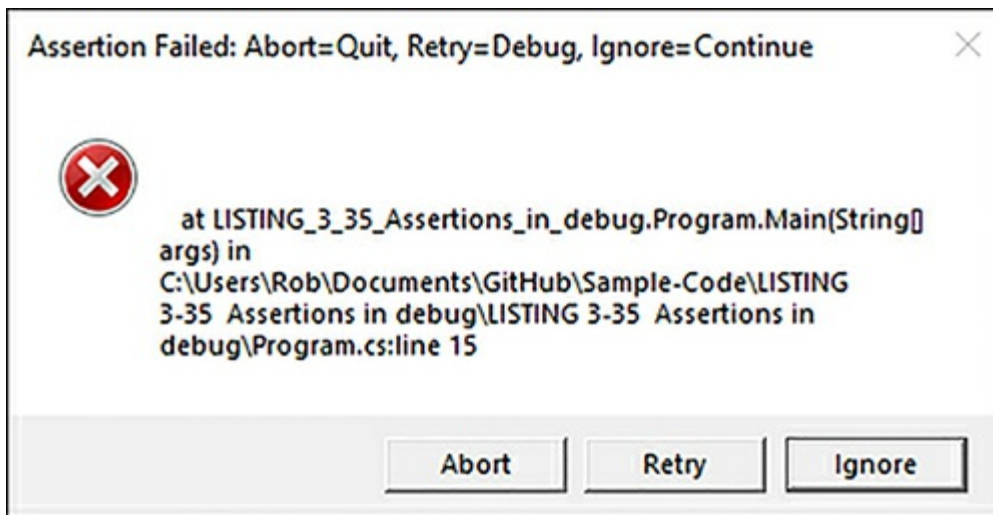 Assertion Failed: Abort=Quit, Retry=Debug, Ignore=Continue
at LISTING_3_35_Assertions_in_debug.Program.Main(String[]
args) in
C:\Users\Rob\Documents\GitHub\Sample-Code\LISTING
3-35  Assertions in debug\LISTING 3-35  Assertions in
debug\Program.cs:line 15
Abort Retry Ignore